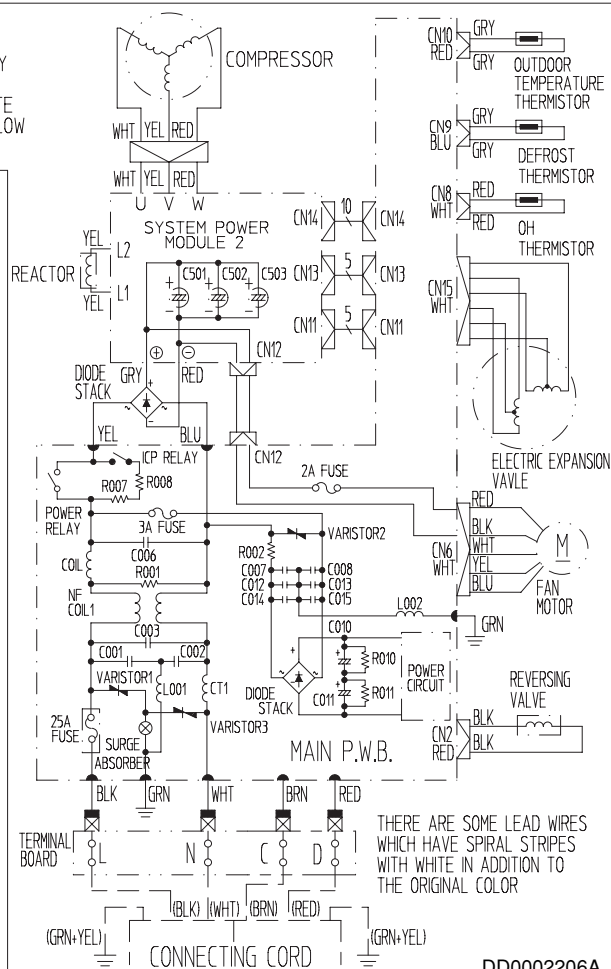 Y
TE
LOW
COMPRESSOR
WHT YEL RED
WHT YEL RED
U V W
SYSTEM POWER
MODULE 2
YEL L2
REACTOR
YEL L1
C501 C502 C503
+ + +
- - -
CN14 10 CN14
CN13 5 CN13
CN11 5 CN11
CN10
RED
GRY
GRY
OUTDOOR
TEMPERATURE
THERMISTOR
CN9
BLU
GRY
GRY
DEFROST
THERMISTOR
CN8
WHT
RED
RED
OH
THERMISTOR
CN15
WHT
ELECTRIC EXPANSION
VAVLE
+ -
CN12
DIODE
STACK
GRY RED
+
~ ~
-
YEL BLU
CN12
ICP RELAY
R007 R008
POWER
RELAY
2A FUSE
3A FUSE
VARISTOR2
C006
COIL
R001
R002
C007 C008
C012 C013
C014 C015
NF
COIL1
C003
C001 C002
L002
GRN
RED
BLK
CN6 WHT
WHT YEL
BLU
M
FAN
MOTOR
VARISTOR1
L001
CT1
C010
+
R010
C011
+
R011
POWER
CIRCUIT
DIODE
STACK
+
~ ~
-
25A
FUSE
SURGE
ABSORBER
VARISTOR3
MAIN P.W.B.
REVERSING
VALVE
CN2
RED
BLK
BLK
BLK GRN WHT BRN RED
TERMINAL
BOARD
L N C D
THERE ARE SOME LEAD WIRES
WHICH HAVE SPIRAL STRIPES
WITH WHITE IN ADDITION TO
THE ORIGINAL COLOR
(BLK) (WHT) (BRN) (RED)
(GRN+YEL) (GRN+YEL)
CONNECTING CORD
DD0002206A